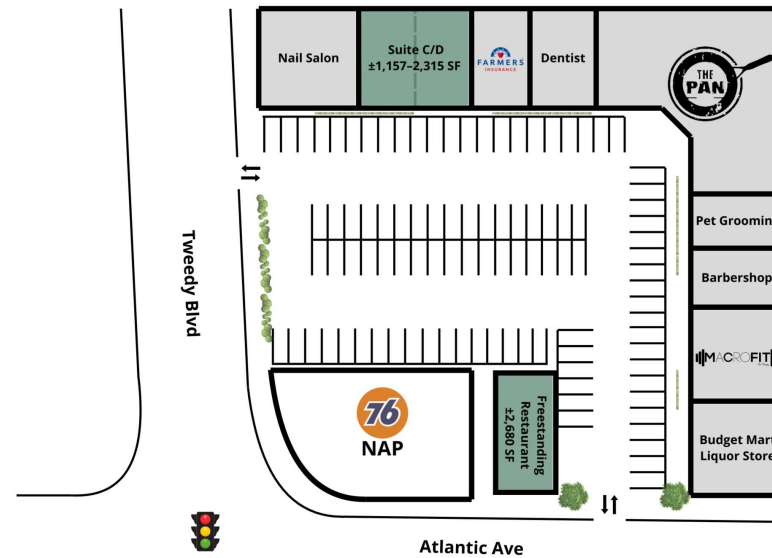 Nail Salon
Suite C/D
±1,157–2,315 SF
FARMERS
INSURANCE
Dentist
THE
PAN
Pet Groomin
Barbershop
MACROFIT
Budget Mart
Liquor Store
Tweedy Blvd
76
NAP
Freestanding
Restaurant
±2,680 SF
Atlantic Ave